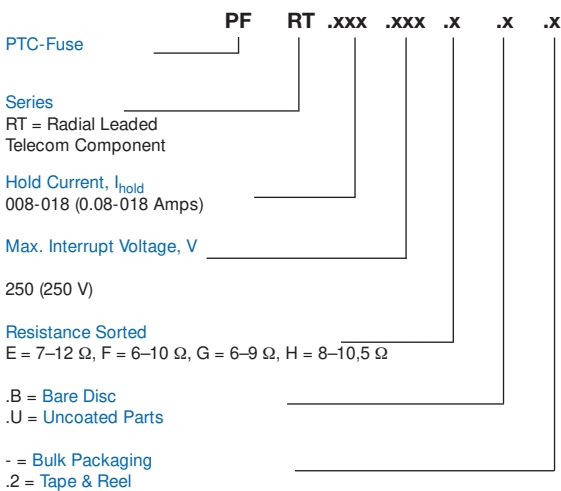 PF RT .xxx .xxx .x .x .x
PTC-Fuse
Series
RT = Radial Leaded
Telecom Component
Hold Current, Ihold
008-018 (0.08-018 Amps)
Max. Interrupt Voltage, V
250 (250 V)
Resistance Sorted
E = 7–12 Ω, F = 6–10 Ω, G = 6–9 Ω, H = 8–10,5 Ω
.B = Bare Disc
.U = Uncoated Parts
- = Bulk Packaging
.2 = Tape & Reel